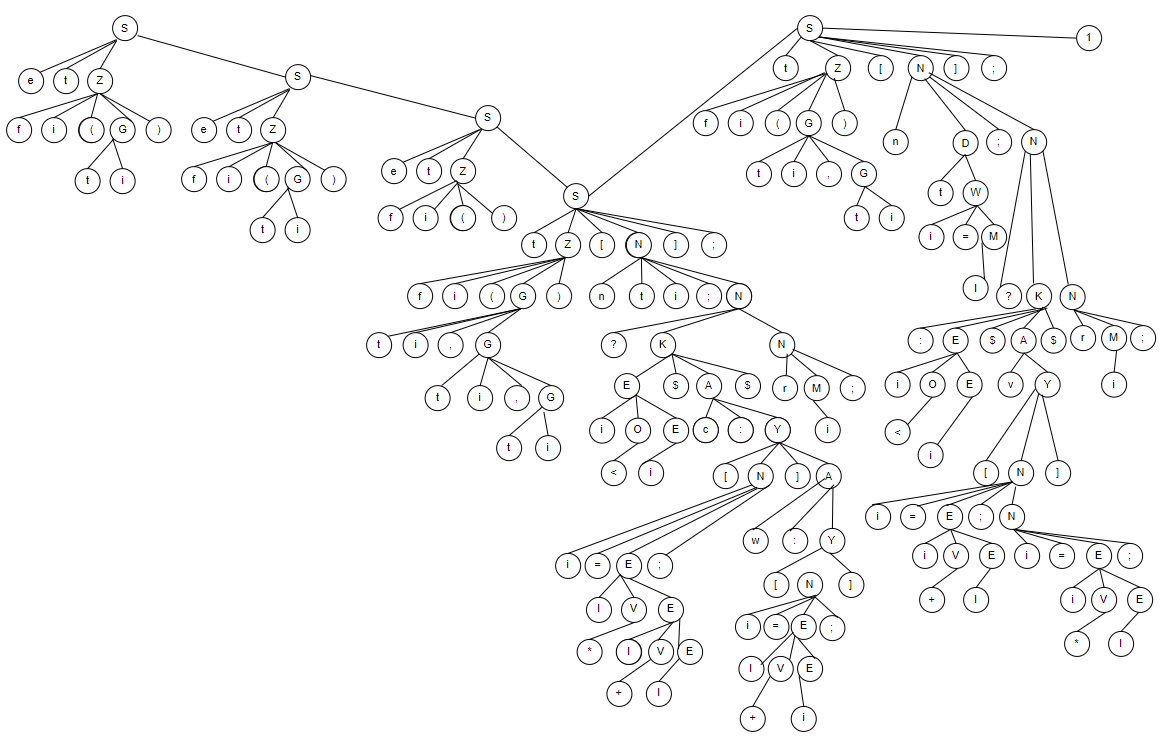 S S 1
e t Z S t Z [ N ] ;
f i ( G ) e t Z S f i ( G ) n D ; N
t i f i ( G ) e t Z S t i , G t W
t i f i ( ) t i i = M
t Z [ N ] ; l ? K N
f i ( G ) n t i ; N : E $ A $ r M ;
t i , G ? K N i O E v Y i
t i , G E $ A $ r M ; < i
t i i O E c : Y i [ N ]
< i [ N ] A i = E ; N
w : Y i V E i = E ;
i = E ; [ N ] + l i V E
l V E i = E ; * l
* l V E l V E
+ l + i